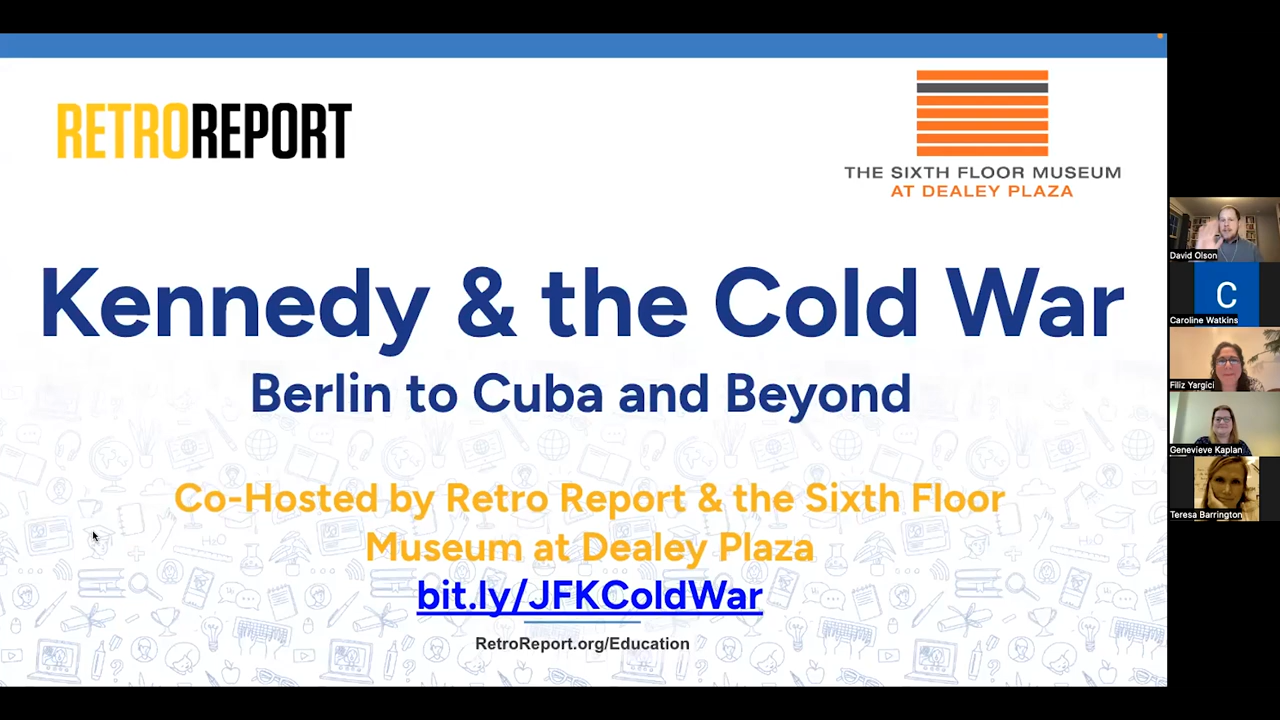 RETROREPORT
THE SIXTH FLOOR MUSEUM
AT DEALEY PLAZA
Kennedy & the Cold War
Berlin to Cuba and Beyond
Co-Hosted by Retro Report & the Sixth Floor
Museum at Dealey Plaza
bit.ly/JFKColdWar
RetroReport.org/Education
David Olson
C
Caroline Watkins
Filiz Yargici
Genevieve Kaplan
Teresa Barrington